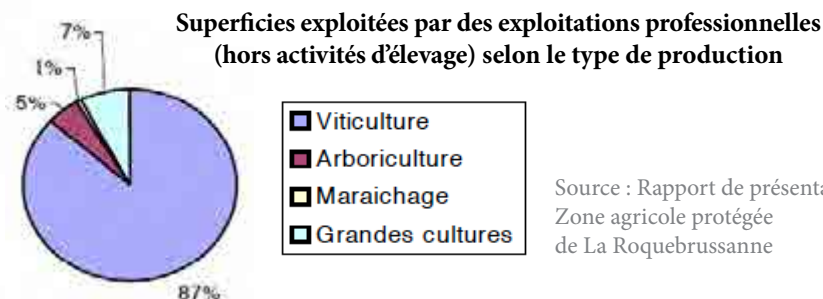 Superficies exploitées par des exploitations professionnelles
(hors activités d'élevage) selon le type de production
7%
1%
5%
87%
Viticulture
Arboriculture
Maraichage
Grandes cultures
Source : Rapport de présenta
Zone agricole protégée
de La Roquebrussanne